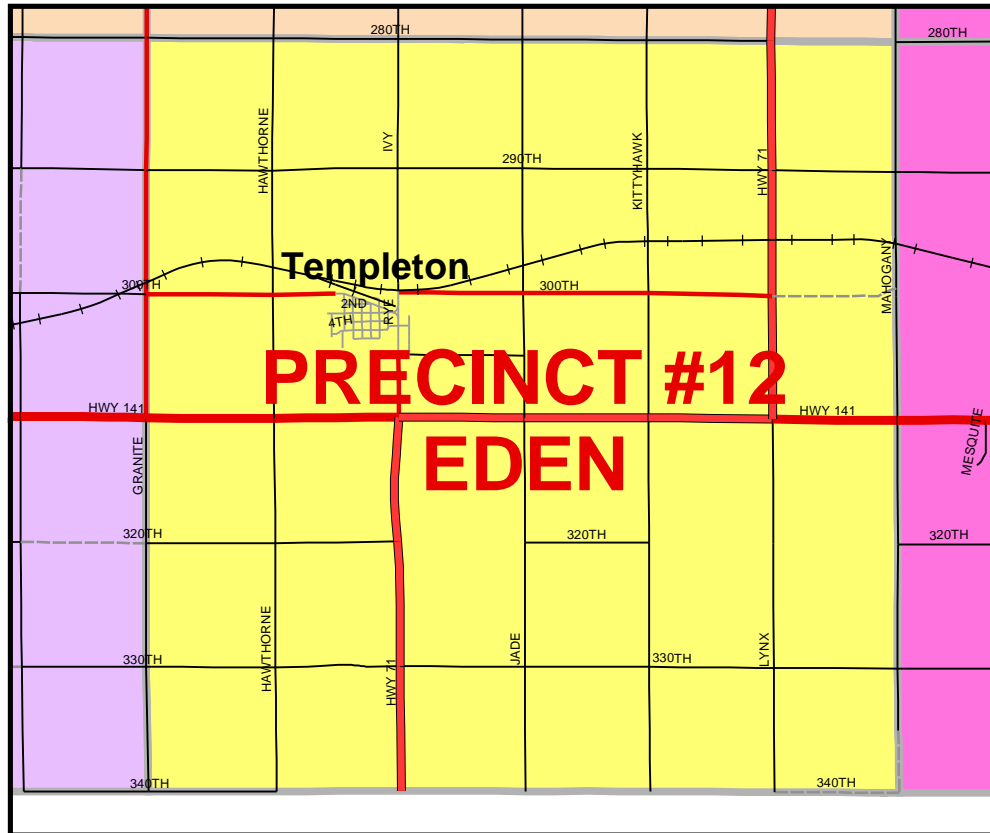 280TH
280TH
HAWTHORNE
IVY
KITTYHAWK
HWY 71
290TH
MAHOGANY
Templeton
300TH
300TH
2ND
4TH
RYE
PRECINCT #12
HWY 141
HWY 141
EDEN
GRANITE
MESQUITE
320TH
320TH
320TH
HAWTHORNE
JADE
LYNX
330TH
330TH
HWY 71
340TH
340TH